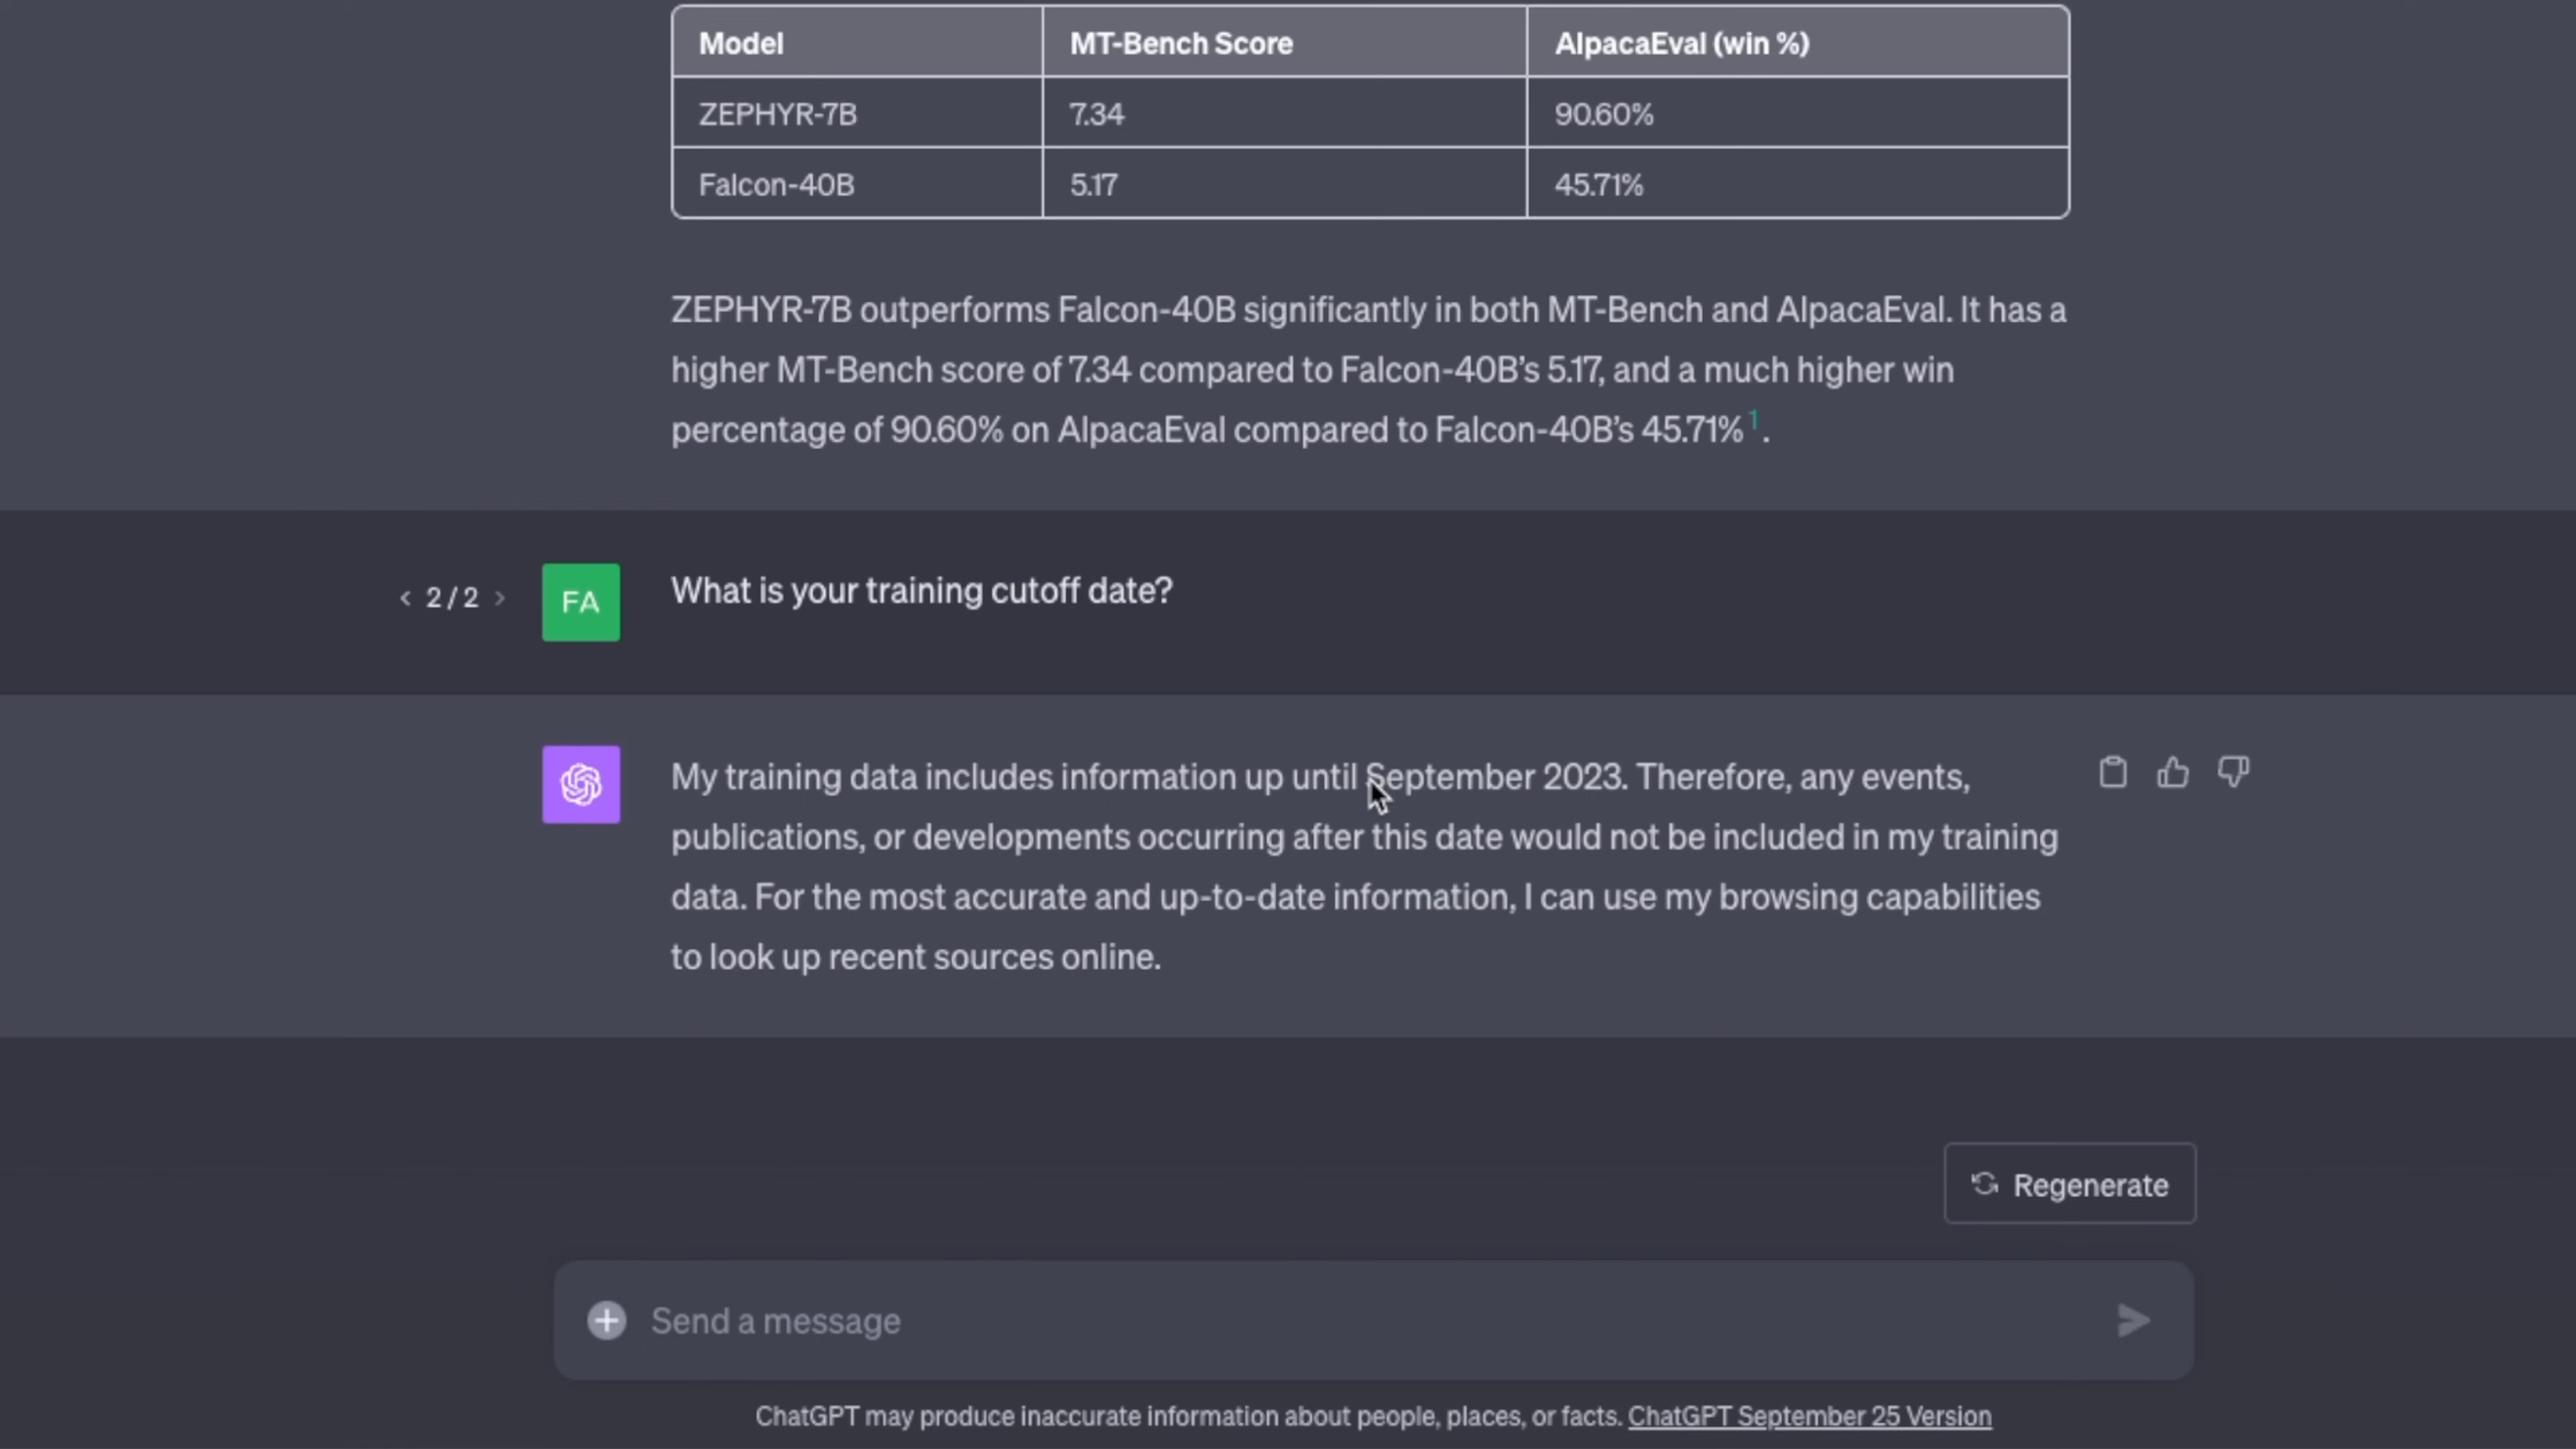 Model MT-Bench Score AlpacaEval (win %)
ZEPHYR-7B 7.34 90.60%
Falcon-40B 5.17 45.71%
ZEPHYR-7B outperforms Falcon-40B significantly in both MT-Bench and AlpacaEval. It has a
higher MT-Bench score of 7.34 compared to Falcon-40B’s 5.17, and a much higher win
percentage of 90.60% on AlpacaEval compared to Falcon-40B’s 45.71% 1.
< 2 / 2 > FA What is your training cutoff date?
My training data includes information up until September 2023. Therefore, any events,
publications, or developments occurring after this date would not be included in my training
data. For the most accurate and up-to-date information, I can use my browsing capabilities
to look up recent sources online.
Regenerate
Send a message
ChatGPT may produce inaccurate information about people, places, or facts. ChatGPT September 25 Version